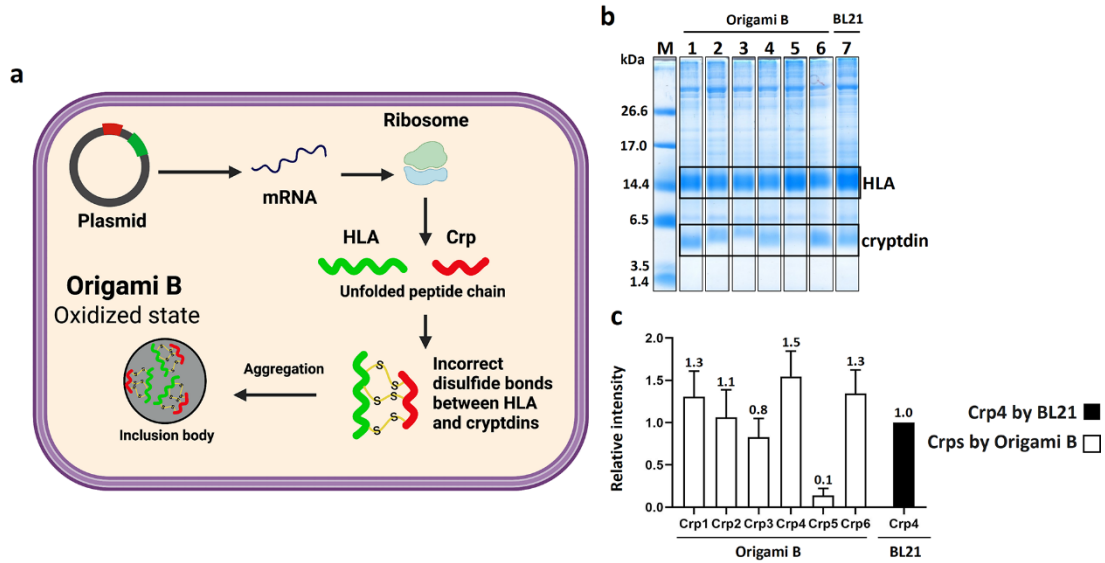 a
Plasmid
mRNA
Ribosome
HLA
Crp
Unfolded peptide chain
Origami B
Oxidized state
Aggregation
Inclusion body
S
S
S
S
Incorrect
disulfide bonds
between HLA
and cryptdins
b
Origami B
BL21
kDa
M 1 2 3 4 5 6 7
26.6
17.0
14.4
6.5
3.5
1.4
HLA
cryptdin
c
Relative intensity
2.0
1.5
1.0
0.5
0.0
1.3
1.1
0.8
1.5
0.1
1.3
1.0
Crp1 Crp2 Crp3 Crp4 Crp5 Crp6 Crp4
Origami B
BL21
Crp4 by BL21
Crps by Origami B